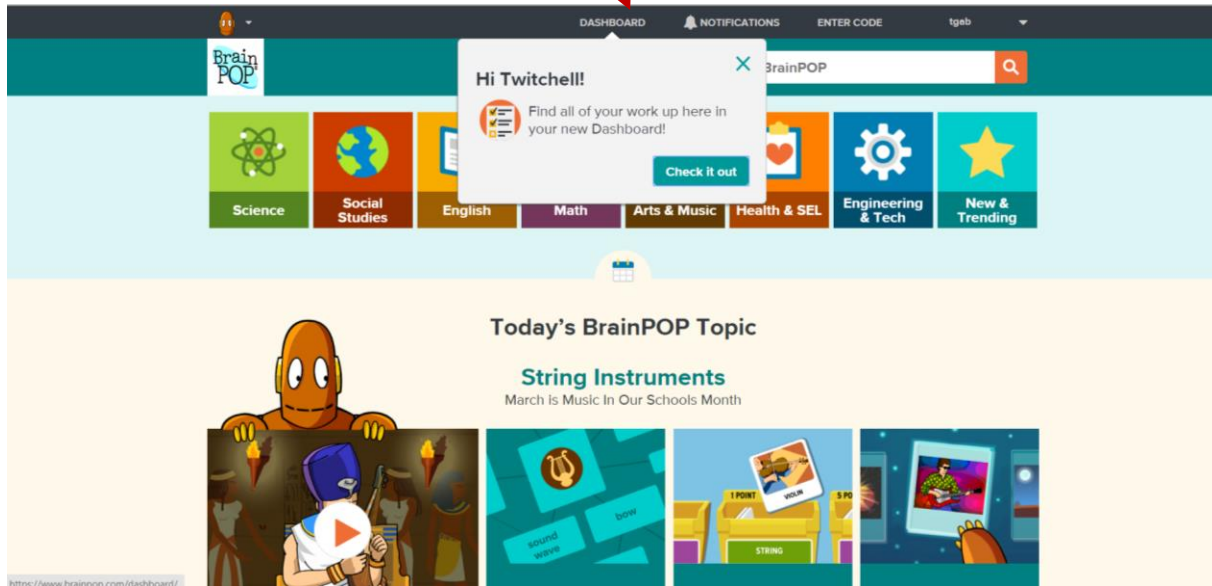 DASHBOARD
NOTIFICATIONS
ENTER CODE
tgab
Brain
POP
BrainPOP
Hi Twitchell!
Find all of your work up here in
your new Dashboard!
Check it out
Science
Social
Studies
English
Math
Arts & Music
Health & SEL
Engineering
& Tech
New &
Trending
Today's BrainPOP Topic
String Instruments
March is Music In Our Schools Month
sound
wave
bow
1 POINT
VIOLIN
5 PO
STRING
https://www.brainpop.com/dashboard/